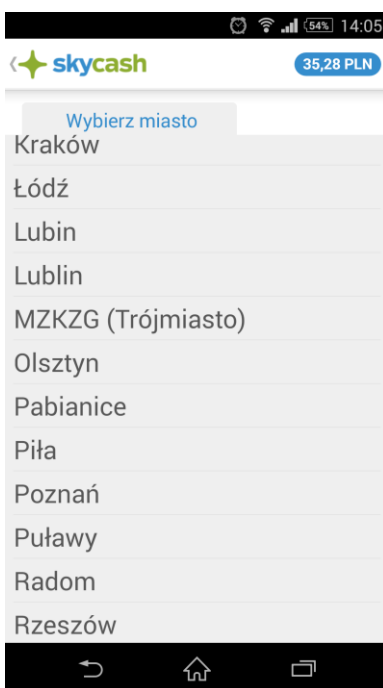 54% 14:05
skycash
35,28 PLN
Wybierz miasto
Kraków
Łódź
Lubin
Lublin
MZKZG (Trójmiasto)
Olsztyn
Pabianice
Piła
Poznań
Puławy
Radom
Rzeszów